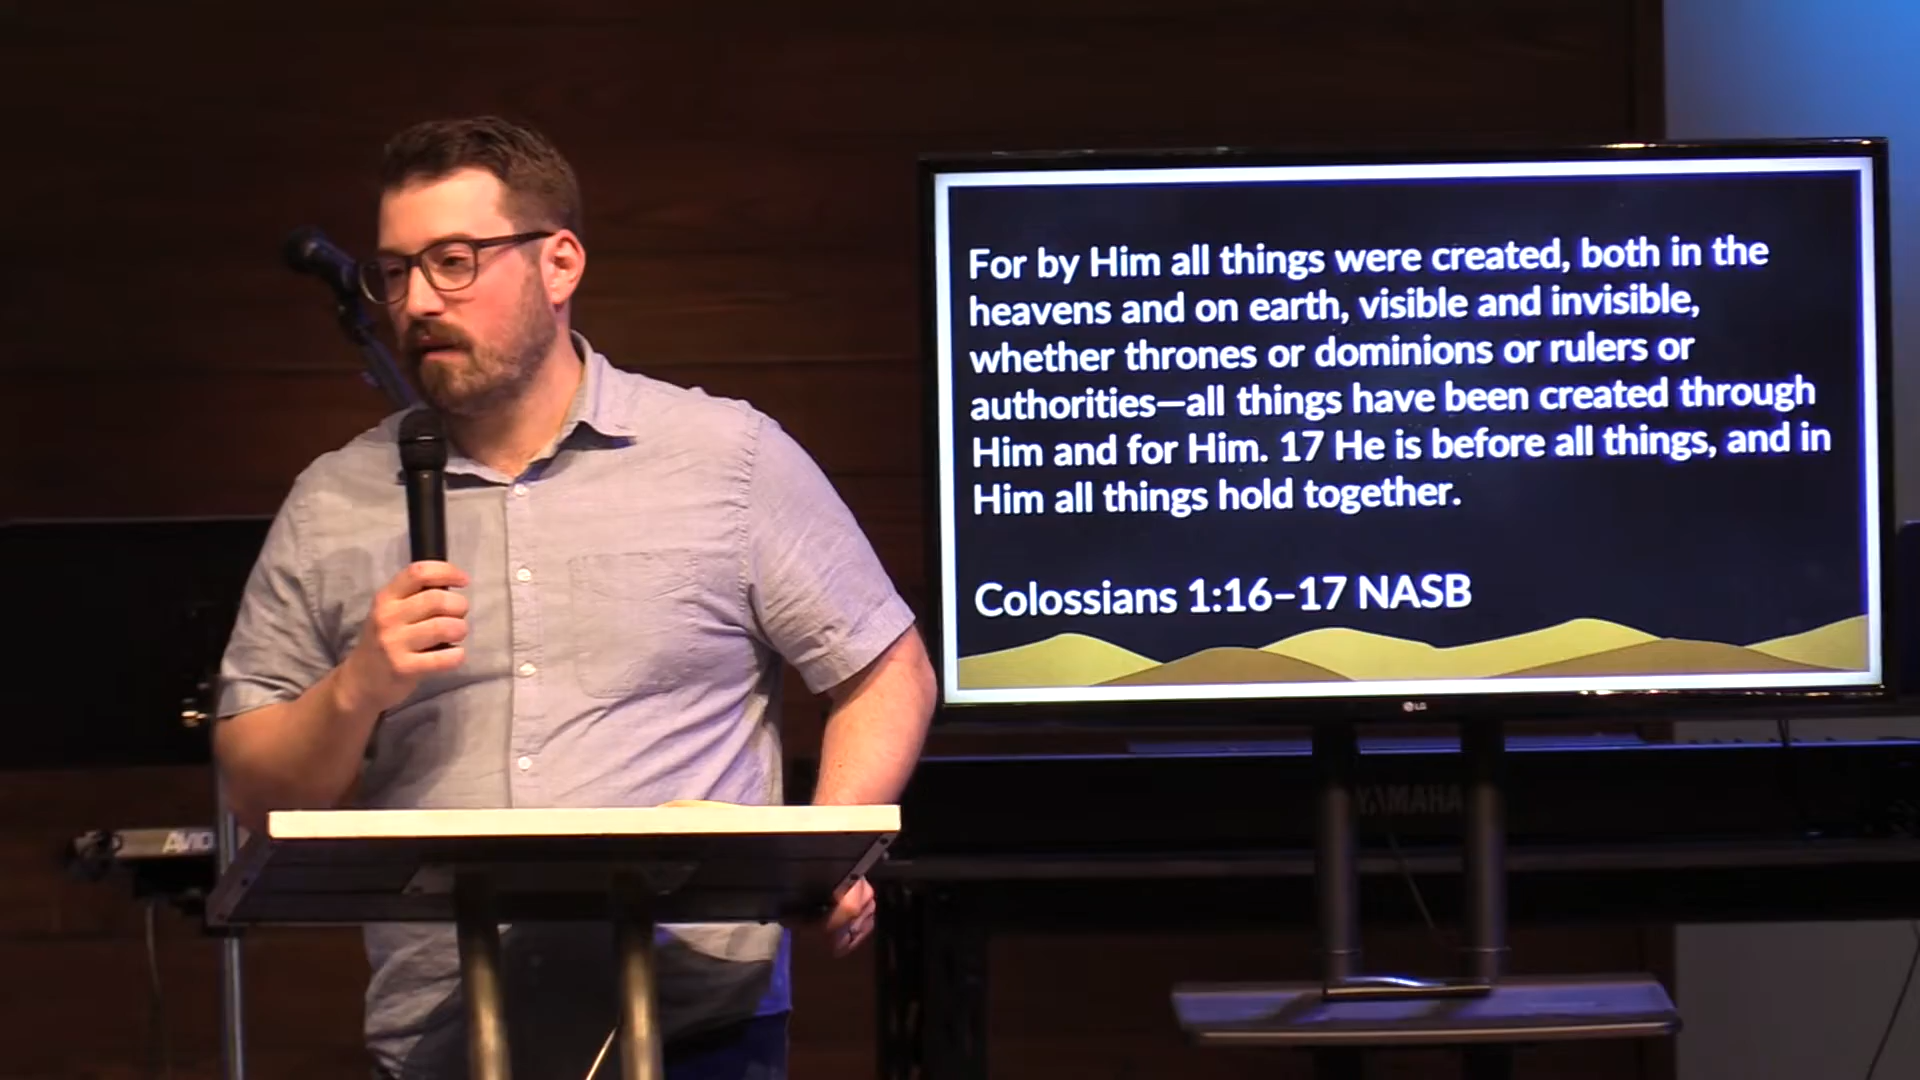 For by Him all things were created, both in the
heavens and on earth, visible and invisible,
whether thrones or dominions or rulers or
authorities—all things have been created through
Him and for Him. 17 He is before all things, and in
Him all things hold together.
Colossians 1:16–17 NASB
LG
YAMAHA